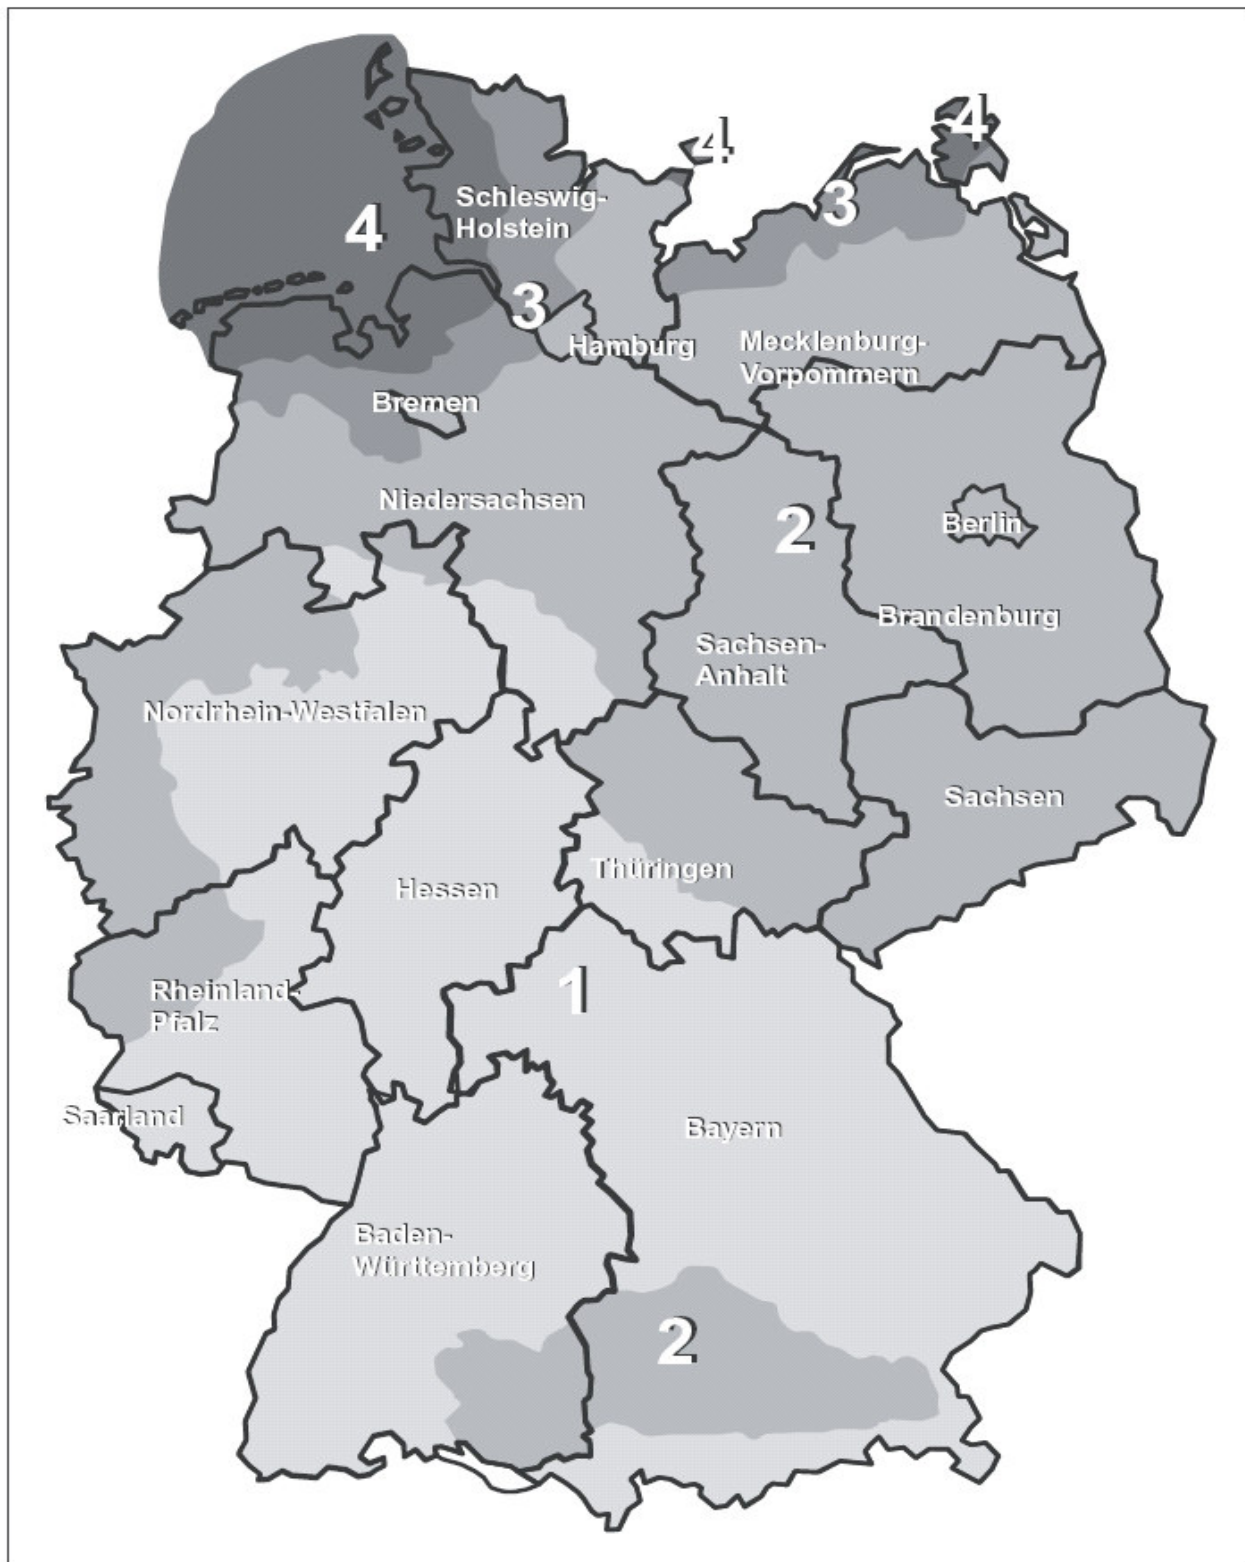 4
4
3
Schleswig-
Holstein
4
3
Hamburg
Mecklenburg-
Vorpommern
Bremen
Niedersachsen
2
Berlin
Brandenburg
Sachsen-
Anhalt
Nordrhein-Westfalen
Sachsen
Thüringen
Hessen
1
Rheinland-
Pfalz
Saarland
Bayern
Baden-
Württemberg
2